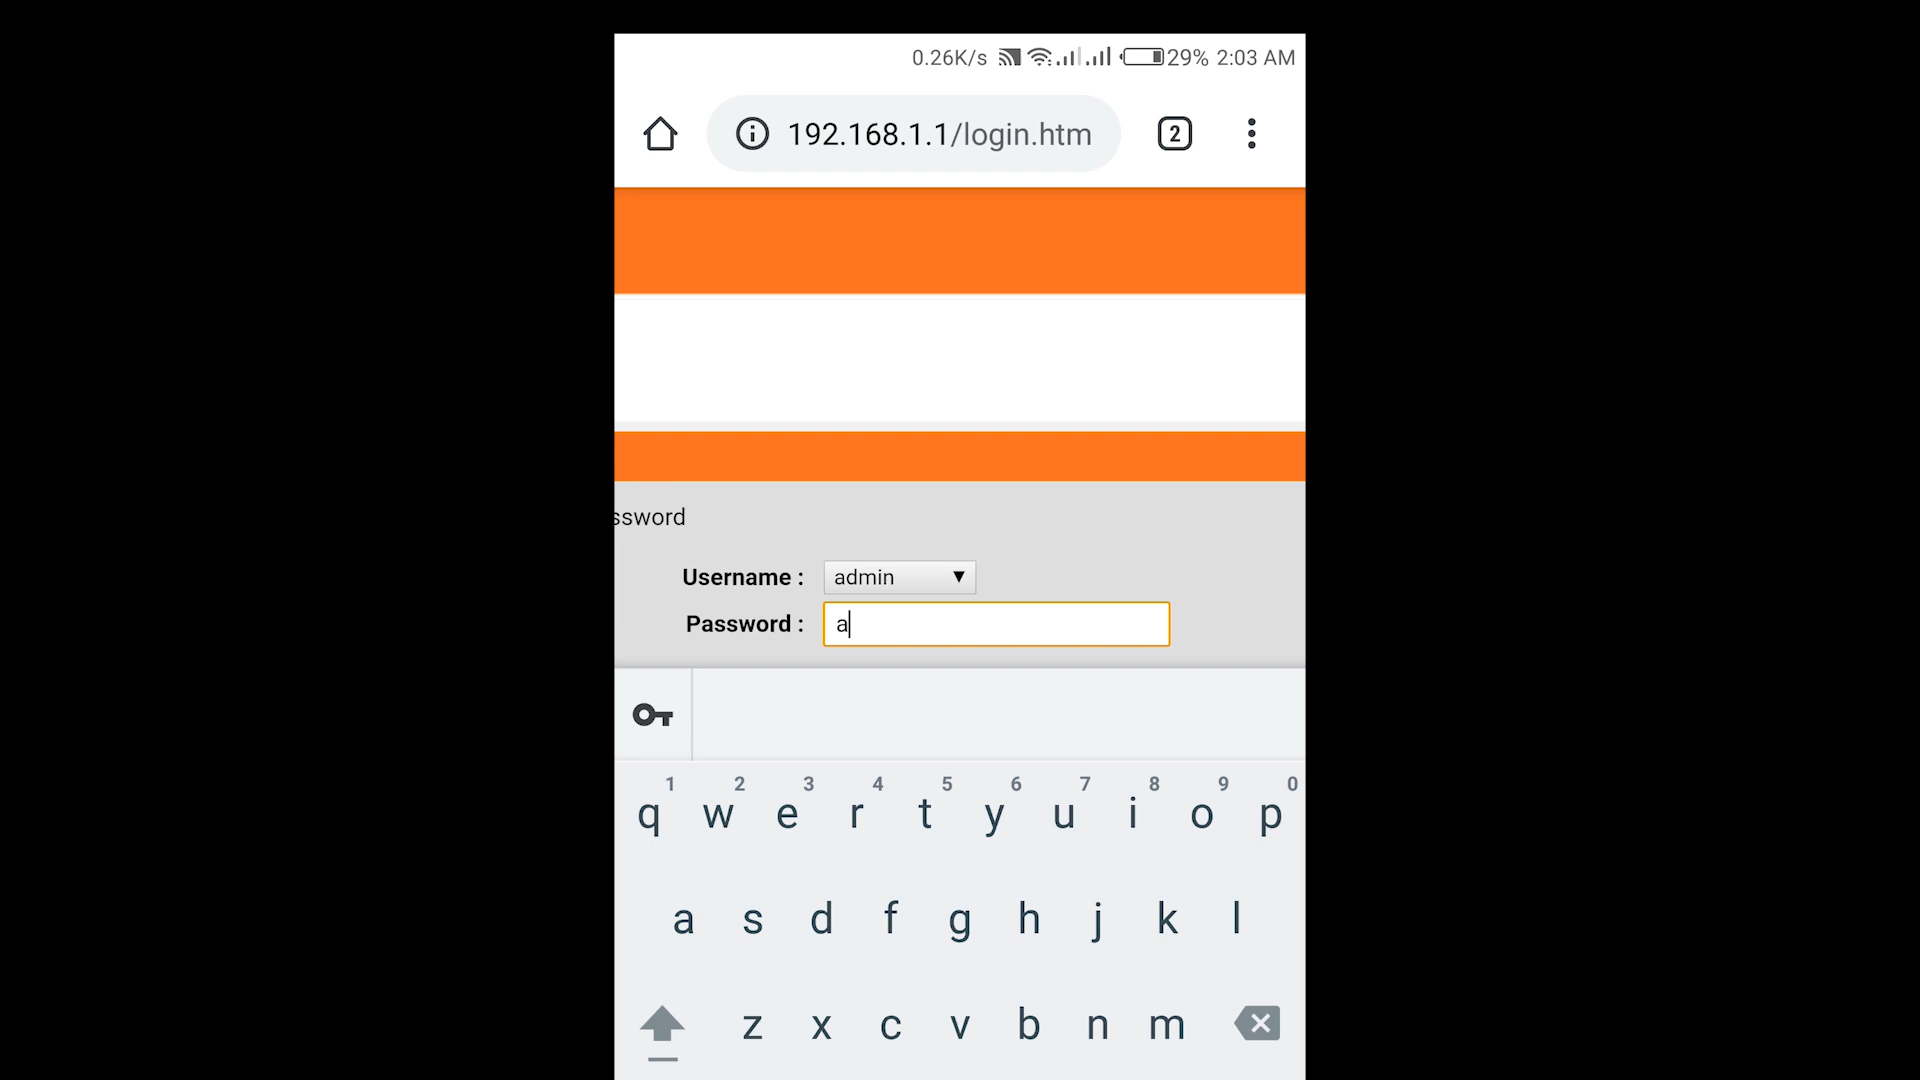 0.26K/s 29% 2:03 AM
192.168.1.1/login.htm 2
ssword
Username : admin
Password : a
1 2 3 4 5 6 7 8 9 0
q w e r t y u i o p
a s d f g h j k l
z x c v b n m